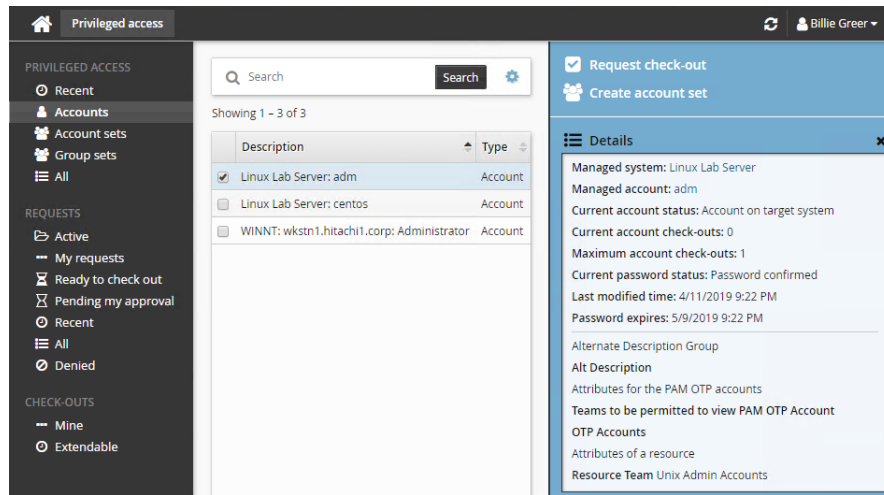 Privileged access
Billie Greer
PRIVILEGED ACCESS
Recent
Accounts
Account sets
Group sets
All
REQUESTS
Active
My requests
Ready to check out
Pending my approval
Recent
All
Denied
CHECK-OUTS
Mine
Extendable
Search Search
Showing 1 – 3 of 3
Description Type
Linux Lab Server: adm Account
Linux Lab Server: centos Account
WINNT: wkstn1.hitachi1.corp: Administrator Account
Request check-out
Create account set
Details
Managed system: Linux Lab Server
Managed account: adm
Current account status: Account on target system
Current account check-outs: 0
Maximum account check-outs: 1
Current password status: Password confirmed
Last modified time: 4/11/2019 9:22 PM
Password expires: 5/9/2019 9:22 PM
Alternate Description Group
Alt Description
Attributes for the PAM OTP accounts
Teams to be permitted to view PAM OTP Account
OTP Accounts
Attributes of a resource
Resource Team Unix Admin Accounts